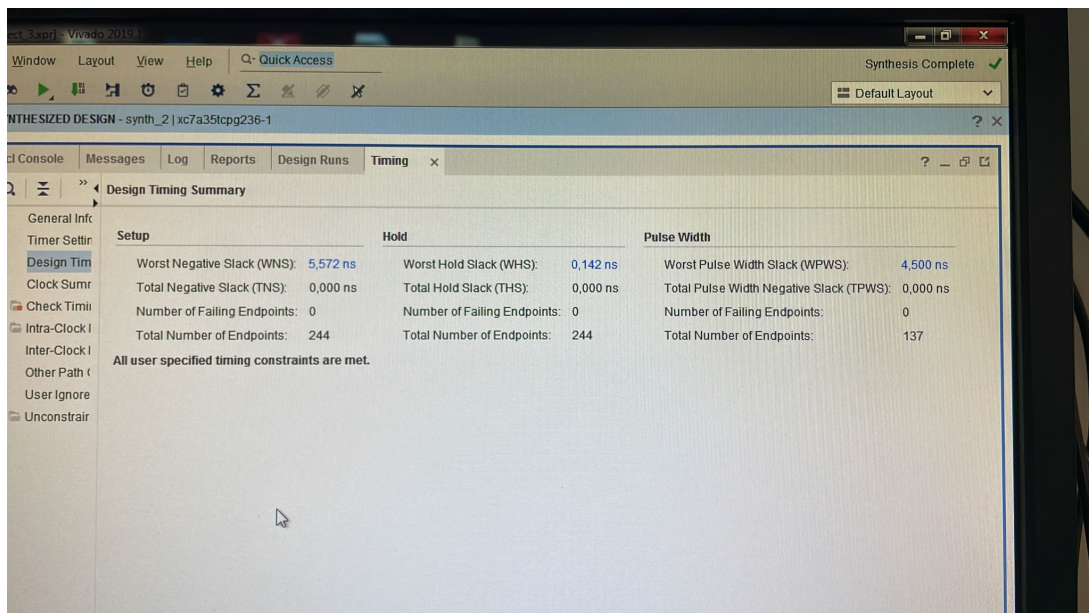 ect_3.xpr] - Vivado 2019.1
Window Layout View Help Quick Access
Synthesis Complete
Default Layout
NTHESIZED DESIGN - synth_2 | xc7a35tcpg236-1
cl Console Messages Log Reports Design Runs Timing
Design Timing Summary
General Info
Timer Settin
Design Tim
Clock Summ
Check Timi
Intra-Clock
Inter-Clock
Other Path
User Ignore
Unconstrair
Setup
Worst Negative Slack (WNS): 5,572 ns
Total Negative Slack (TNS): 0,000 ns
Number of Failing Endpoints: 0
Total Number of Endpoints: 244
Hold
Worst Hold Slack (WHS): 0,142 ns
Total Hold Slack (THS): 0,000 ns
Number of Failing Endpoints: 0
Total Number of Endpoints: 244
Pulse Width
Worst Pulse Width Slack (WPWS): 4,500 ns
Total Pulse Width Negative Slack (TPWS): 0,000 ns
Number of Failing Endpoints: 0
Total Number of Endpoints: 137
All user specified timing constraints are met.